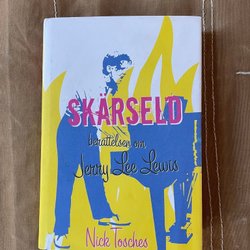 SKÄRSELD
berättelsen om
Jerry Lee Lewis
Nick Tosches